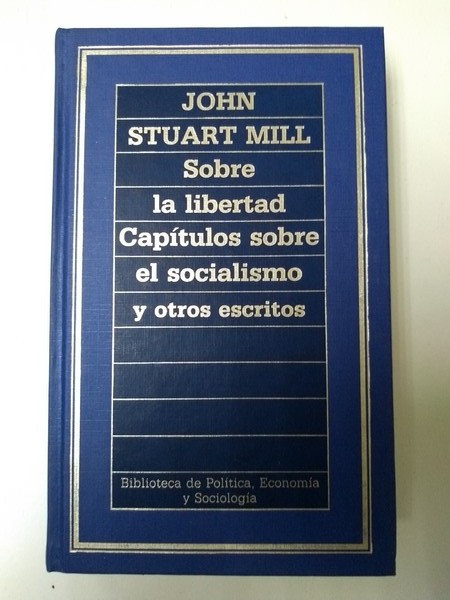 JOHN
STUART MILL
Sobre
la libertad
Capítulos sobre
el socialismo
y otros escritos
Biblioteca de Política, Economía
y Sociología